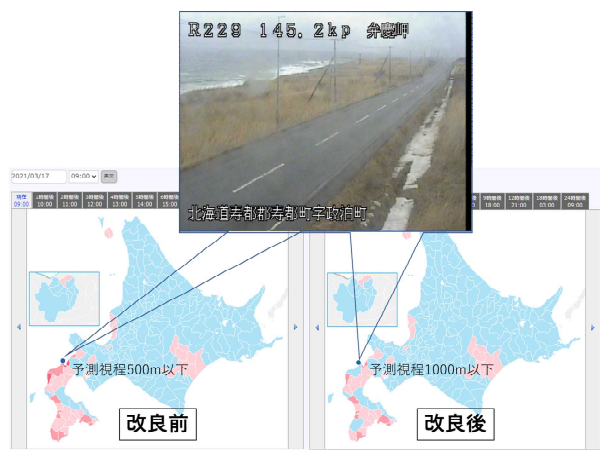 R229 145.2kp 弁慶岬
北海道寿都郡寿都町字政泊町
2021/03/17 09:00
現在 1時間後 2時間後 3時間後 4時間後 5時間後 6時間後
09:00 10:00 11:00 12:00 13:00 14:00 15:00
9時間後 12時間後 18時間後 24時間後
18:00 21:00 03:00 09:00
予測視程500m以下
予測視程1000m以下
改良前
改良後